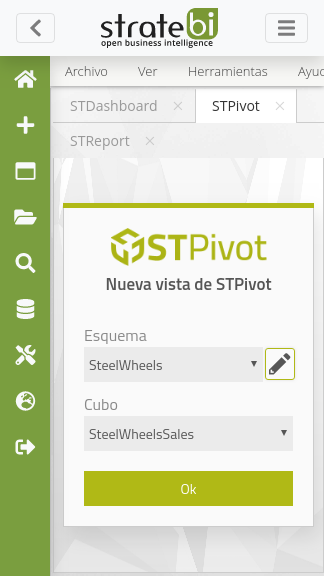 stratebi
open business intelligence
Archivo Ver Herramientas Ayuc
STDashboard × STPivot ×
STReport ×
STPivot
Nueva vista de STPivot
Esquema
SteelWheels
Cubo
SteelWheelsSales
Ok